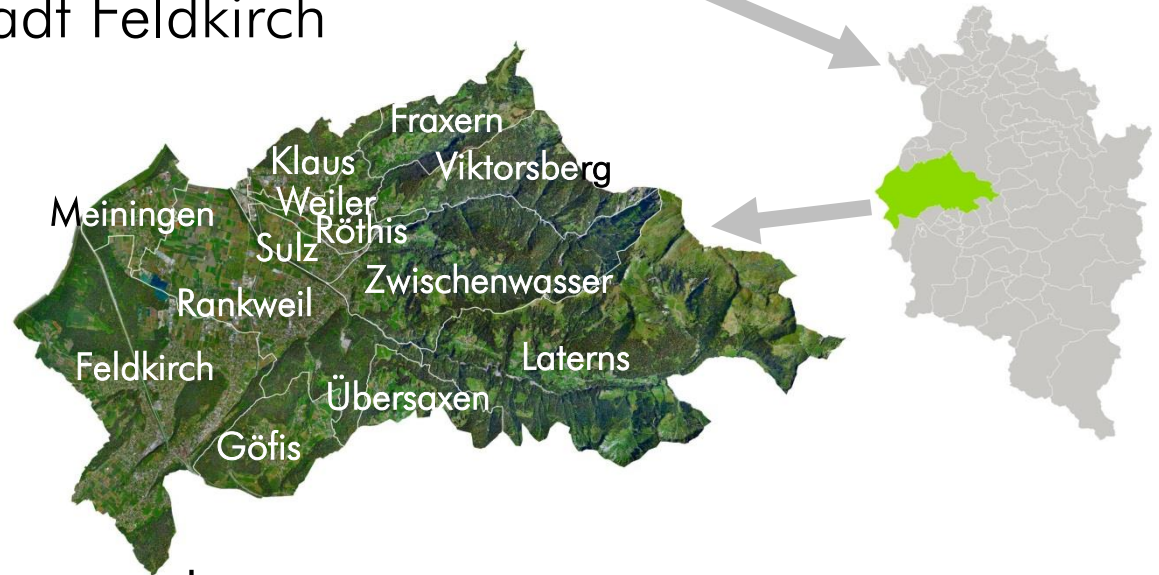 adt Feldkirch
Fraxern
Klaus
Viktorsberg
Weiler
Meiningen
Röthis
Sulz
Zwischenwasser
Rankweil
Laterns
Feldkirch
Übersaxen
Göfis